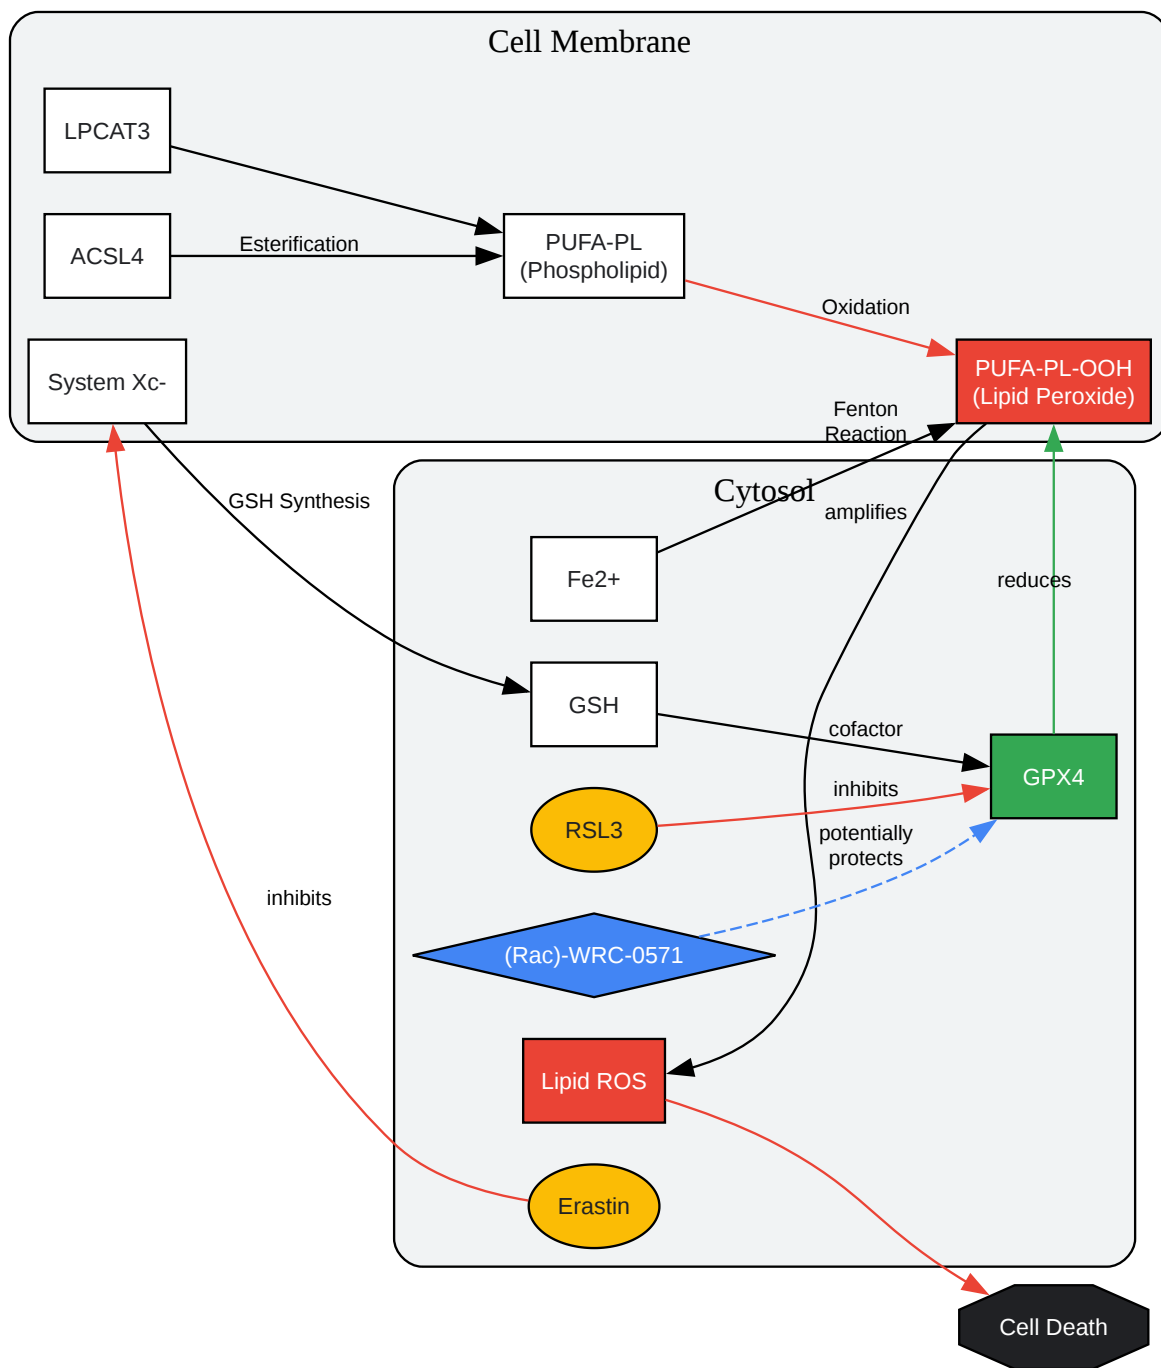 Cell Membrane
LPCAT3
ACSL4
Esterification
PUFA-PL
(Phospholipid)
Oxidation
System Xc-
PUFA-PL-OOH
(Lipid Peroxide)
Fenton
Reaction
Cytosol
GSH Synthesis
amplifies
Fe2+
reduces
GSH
cofactor
GPX4
inhibits
RSL3
potentially
protects
inhibits
(Rac)-WRC-0571
Lipid ROS
Erastin
Cell Death